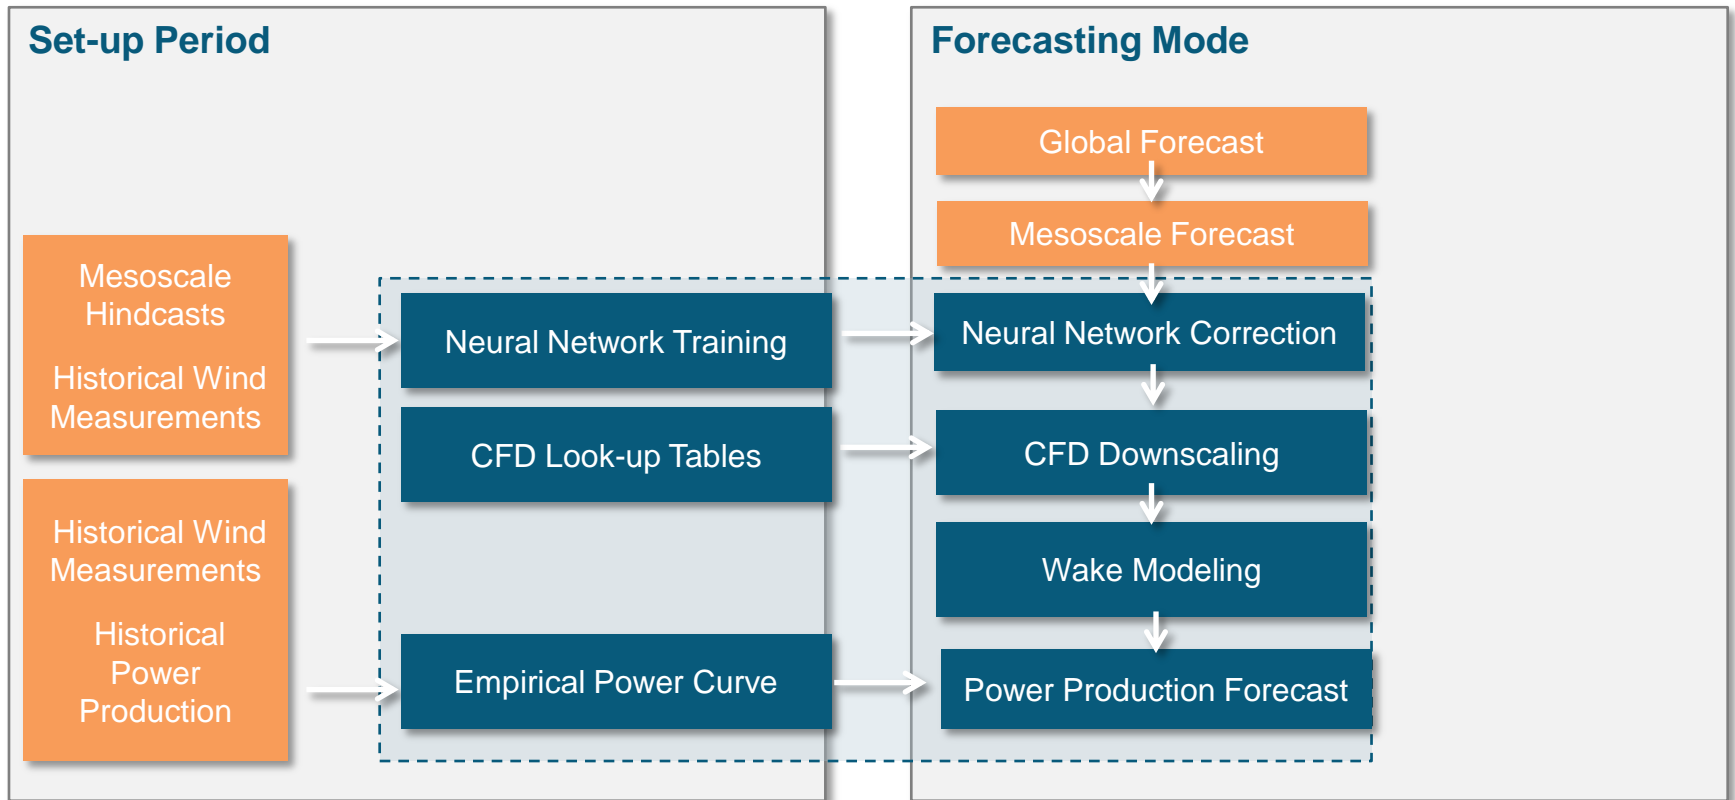 Set-up Period
Mesoscale
Hindcasts
Historical Wind
Measurements
Historical Wind
Measurements
Historical
Power
Production
Neural Network Training
CFD Look-up Tables
Empirical Power Curve
Forecasting Mode
Global Forecast
Mesoscale Forecast
Neural Network Correction
CFD Downscaling
Wake Modeling
Power Production Forecast